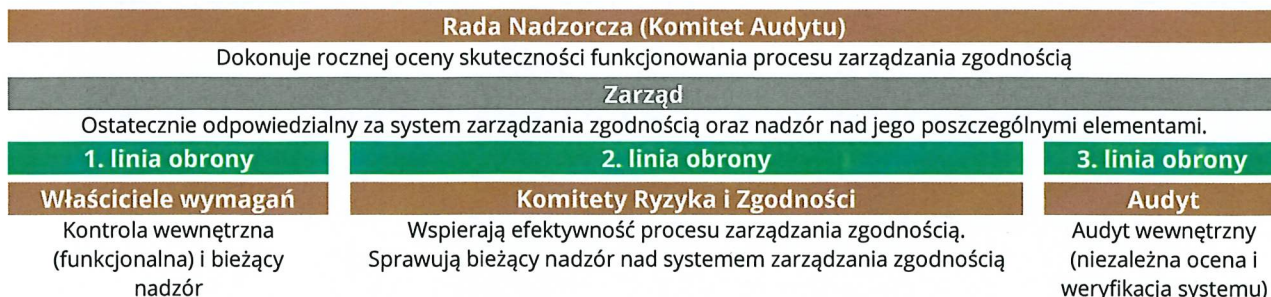 Rada Nadzorcza (Komitet Audytu)
Dokonuje rocznej oceny skuteczności funkcjonowania procesu zarządzania zgodnością
Zarząd
Ostatecznie odpowiedzialny za system zarządzania zgodnością oraz nadzór nad jego poszczególnymi elementami.
1. linia obrony
Właściciele wymagań
Kontrola wewnętrzna
(funkcjonalna) i bieżący
nadzór
2. linia obrony
Komitety Ryzyka i Zgodności
Wspierają efektywność procesu zarządzania zgodnością.
Sprawują bieżący nadzór nad systemem zarządzania zgodnością
3. linia obrony
Audyt
Audyt wewnętrzny
(niezależna ocena i
weryfikacja systemu)